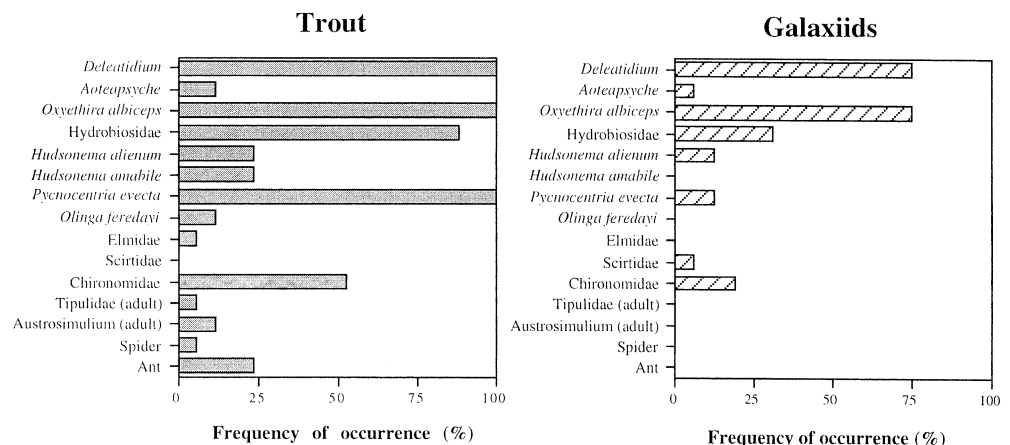 Trout
Deleatidium
Aoteapsyche
Oxyethira albiceps
Hydrobiosidae
Hudsonema alienum
Hudsonema amabile
Pycnocentria evecta
Olinga feredayi
Elmidae
Scirtidae
Chironomidae
Tipulidae (adult)
Austrosimulium (adult)
Spider
Ant
0 25 50 75 100
Frequency of occurrence (%)
Galaxiids
Deleatidium
Aoteapsyche
Oxyethira albiceps
Hydrobiosidae
Hudsonema alienum
Hudsonema amabile
Pycnocentria evecta
Olinga feredayi
Elmidae
Scirtidae
Chironomidae
Tipulidae (adult)
Austrosimulium (adult)
Spider
Ant
0 25 50 75 100
Frequency of occurrence (%)